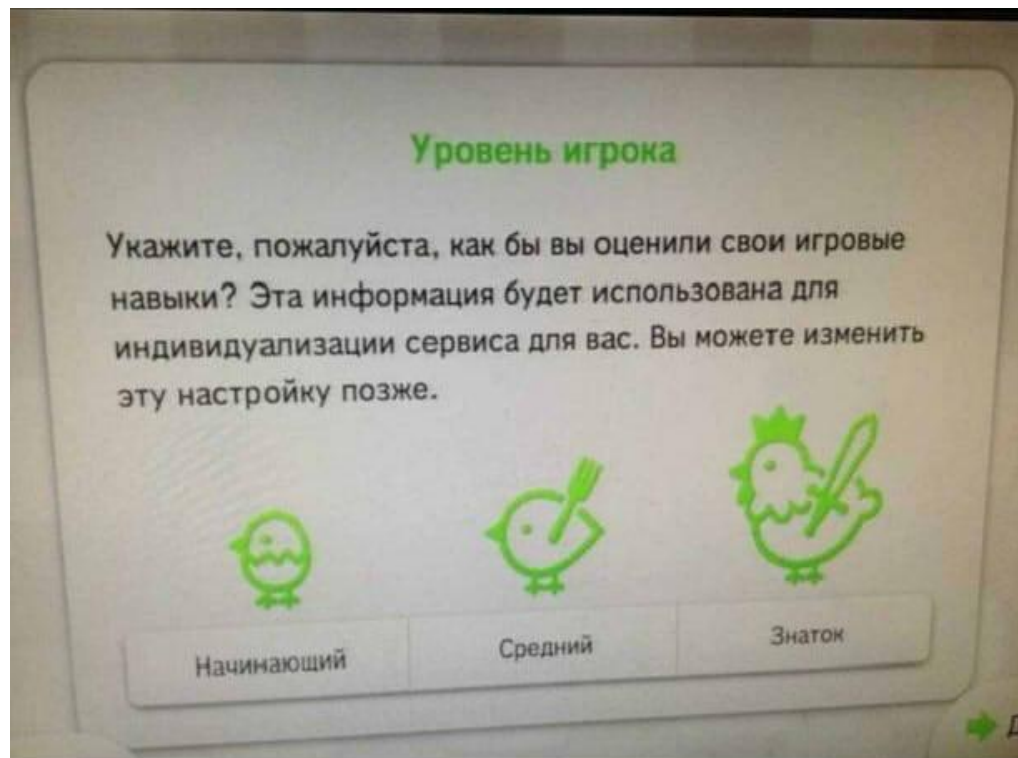 Уровень игрока
Укажите, пожалуйста, как бы вы оценили свои игровые
навыки? Эта информация будет использована для
индивидуализации сервиса для вас. Вы можете изменить
эту настройку позже.
Начинающий Средний Знаток